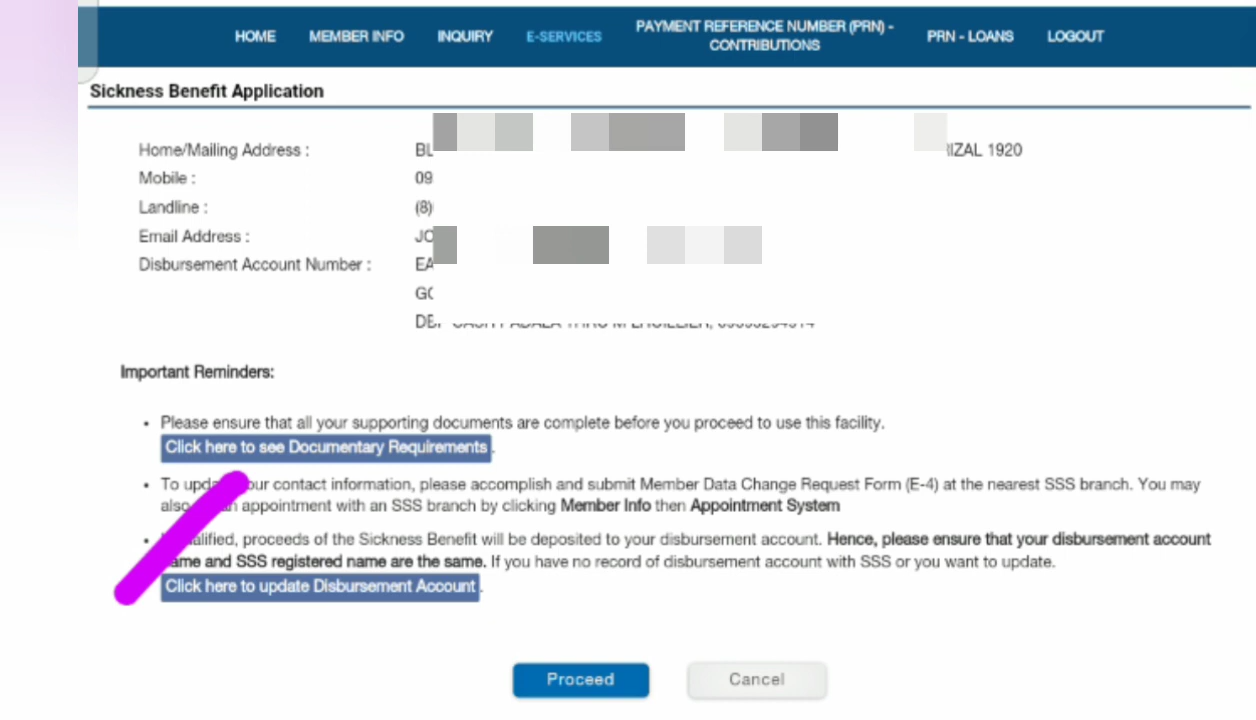 HOME MEMBER INFO INQUIRY E-SERVICES PAYMENT REFERENCE NUMBER (PRN) - PRN - LOANS LOGOUT
CONTRIBUTIONS
Sickness Benefit Application
Home/Mailing Address : RIZAL 1920
Mobile : 09
Landline : (8)
Email Address :
Disbursement Account Number :
Important Reminders:
• Please ensure that all your supporting documents are complete before you proceed to use this facility.
Click here to see Documentary Requirements.
• To update your contact information, please accomplish and submit Member Data Change Request Form (E-4) at the nearest SSS branch. You may
also an appointment with an SSS branch by clicking Member Info then Appointment System
• qualified, proceeds of the Sickness Benefit will be deposited to your disbursement account. Hence, please ensure that your disbursement account
name and SSS registered name are the same. If you have no record of disbursement account with SSS or you want to update.
Click here to update Disbursement Account.
Proceed Cancel